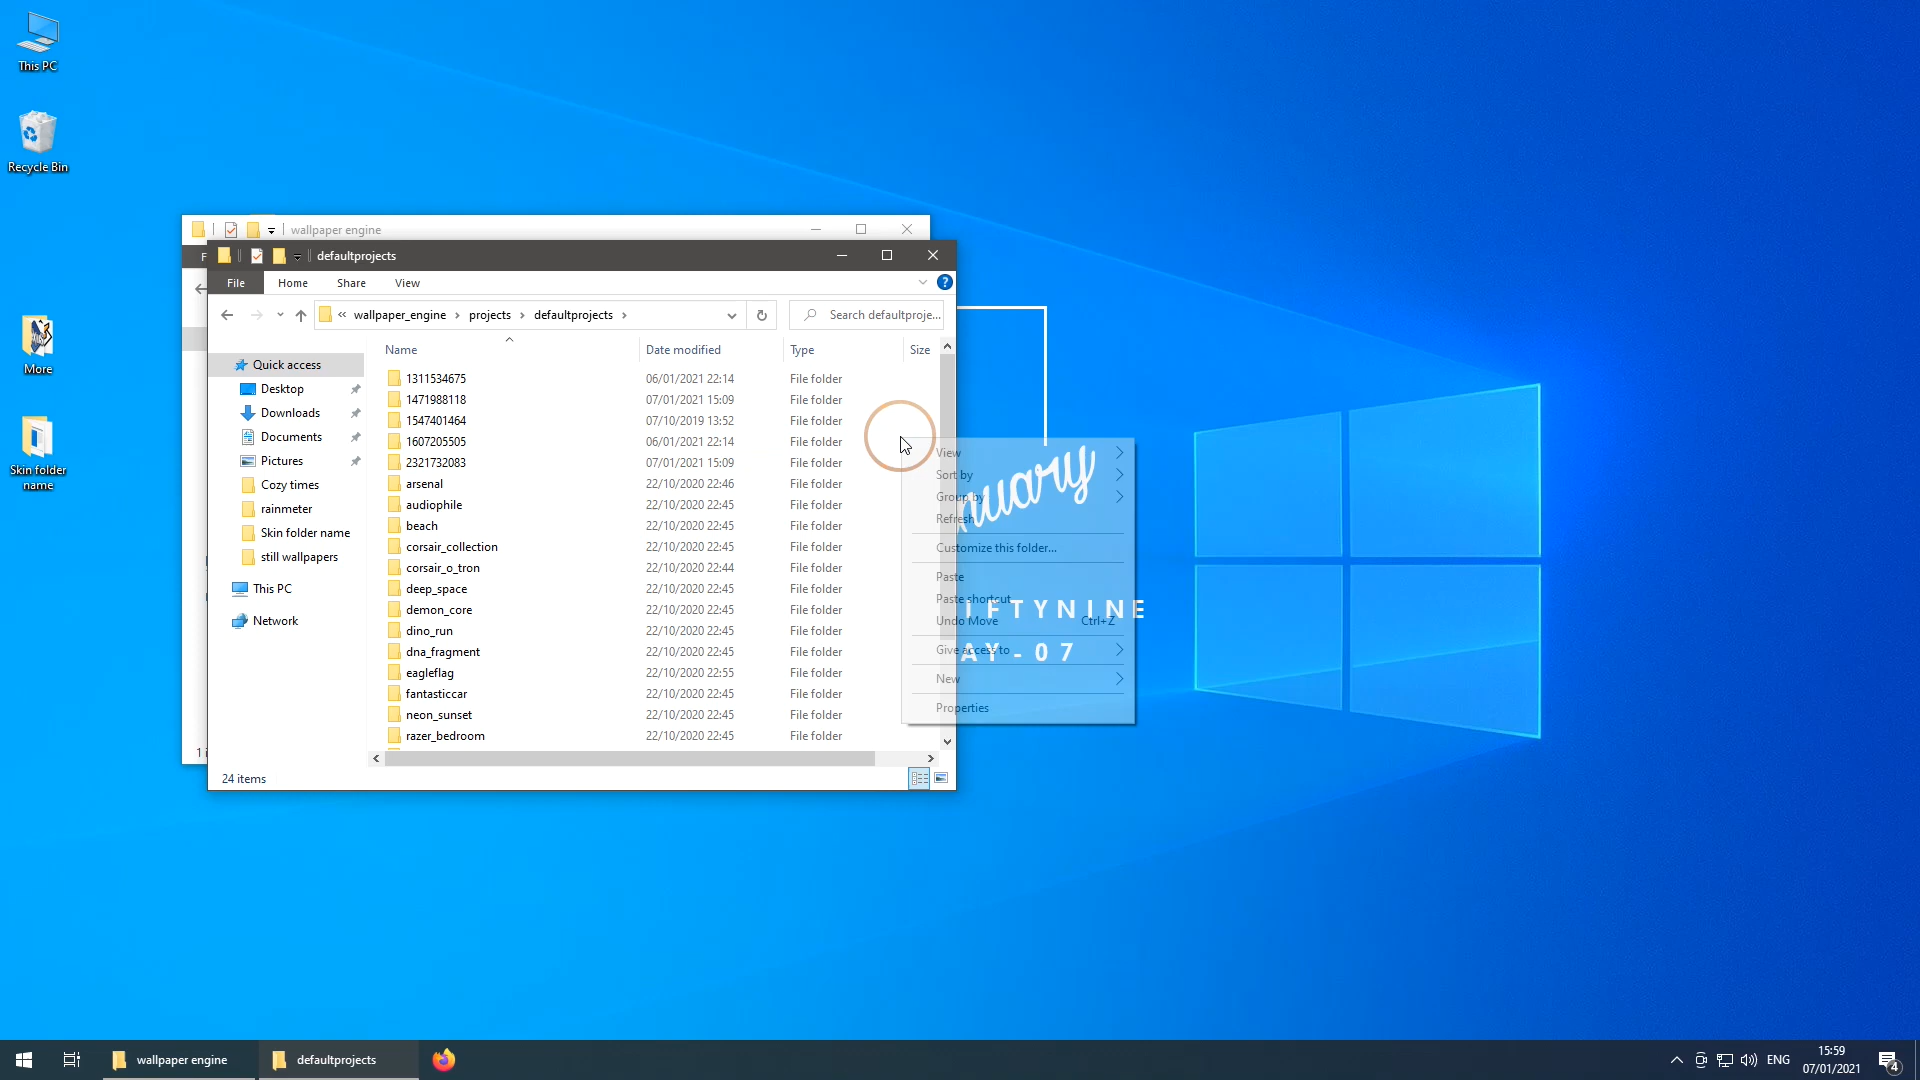 This PC
Recycle Bin
More
Skin folder
name
wallpaper engine
F
defaultprojects
File
Home
Share
View
wallpaper_engine
projects
defaultprojects
Search defaultproje...
Name
Date modified
Type
Size
Quick access
Desktop
Downloads
Documents
Pictures
Cozy times
rainmeter
Skin folder name
still wallpapers
This PC
Network
1311534675 06/01/2021 22:14 File folder
1471988118 07/01/2021 15:09 File folder
1547401464 07/10/2019 13:52 File folder
1607205505 06/01/2021 22:14 File folder
2321732083 07/01/2021 15:09 File folder
arsenal 22/10/2020 22:46 File folder
audiophile 22/10/2020 22:45 File folder
beach 22/10/2020 22:45 File folder
corsair_collection 22/10/2020 22:45 File folder
corsair_o_tron 22/10/2020 22:44 File folder
deep_space 22/10/2020 22:45 File folder
demon_core 22/10/2020 22:45 File folder
dino_run 22/10/2020 22:45 File folder
dna_fragment 22/10/2020 22:45 File folder
eagleflag 22/10/2020 22:55 File folder
fantasticcar 22/10/2020 22:45 File folder
neon_sunset 22/10/2020 22:45 File folder
razer_bedroom 22/10/2020 22:45 File folder
24 items
View
Sort by
Group by
Refresh
Customize this folder...
Paste
Paste shortcut
Undo Move Ctrl+Z
Give access to
New
Properties
nuary
IFTYNINE
AY-07
wallpaper engine
defaultprojects
ENG
15:59
07/01/2021
4